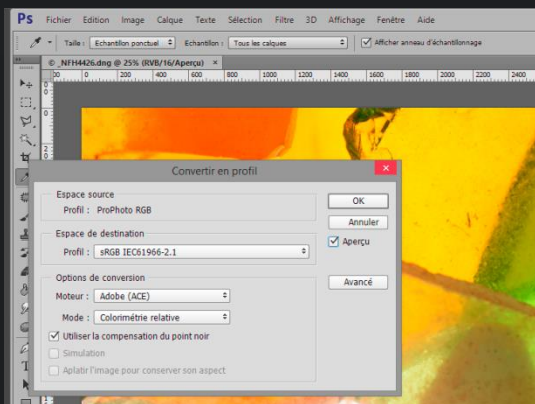 Ps Fichier Edition Image Calque Texte Sélection Filtre 3D Affichage Fenêtre Aide
Taille : Echantillon ponctuel Echantillon : Tous les calques Afficher anneau d'échantillonnage
© _NFH4426.dng @ 25% (RVB/16/Aperçu) ×
0 200 400 600 800 1000 1200 1400 1600 1800 2000 2200 2400
Convertir en profil
Espace source
Profil : ProPhoto RGB
OK
Annuler
Aperçu
Avancé
Espace de destination
Profil : sRGB IEC61966-2.1
Options de conversion
Moteur : Adobe (ACE)
Mode : Colorimétrie relative
Utiliser la compensation du point noir
Simulation
Aplatir l'image pour conserver son aspect